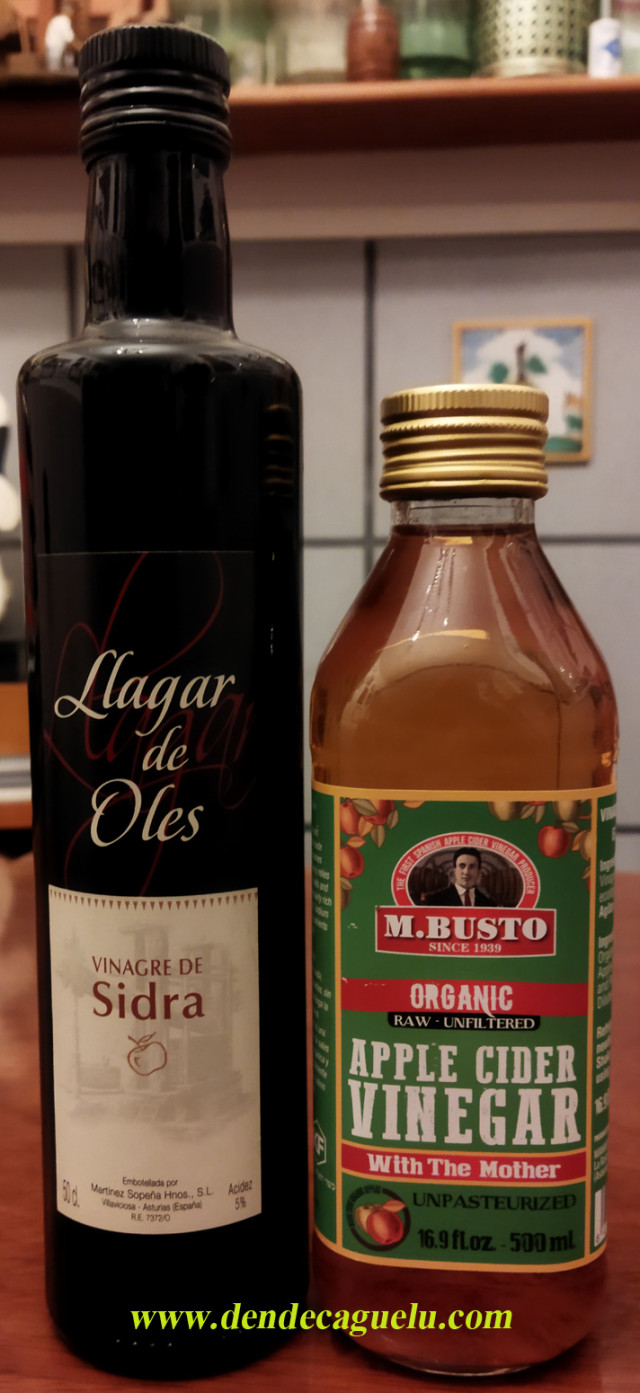 Llagar
de
Oles
VINAGRE DE
Sidra
Embotellada por
50 cl.
Martínez Sopeña Hnos., S.L.
Acidez
Villaviciosa - Asturias (España)
5%
R.E. 7372/O
THE FIRST SPANISH APPLE CIDER VINEGAR PRODUCER
M.BUSTO
SINCE 1939
ORGANIC
RAW - UNFILTERED
APPLE CIDER
VINEGAR
With The Mother
UNPASTEURIZED
16.9 fl.oz. - 500 ml.
www.dendecaguelu.com